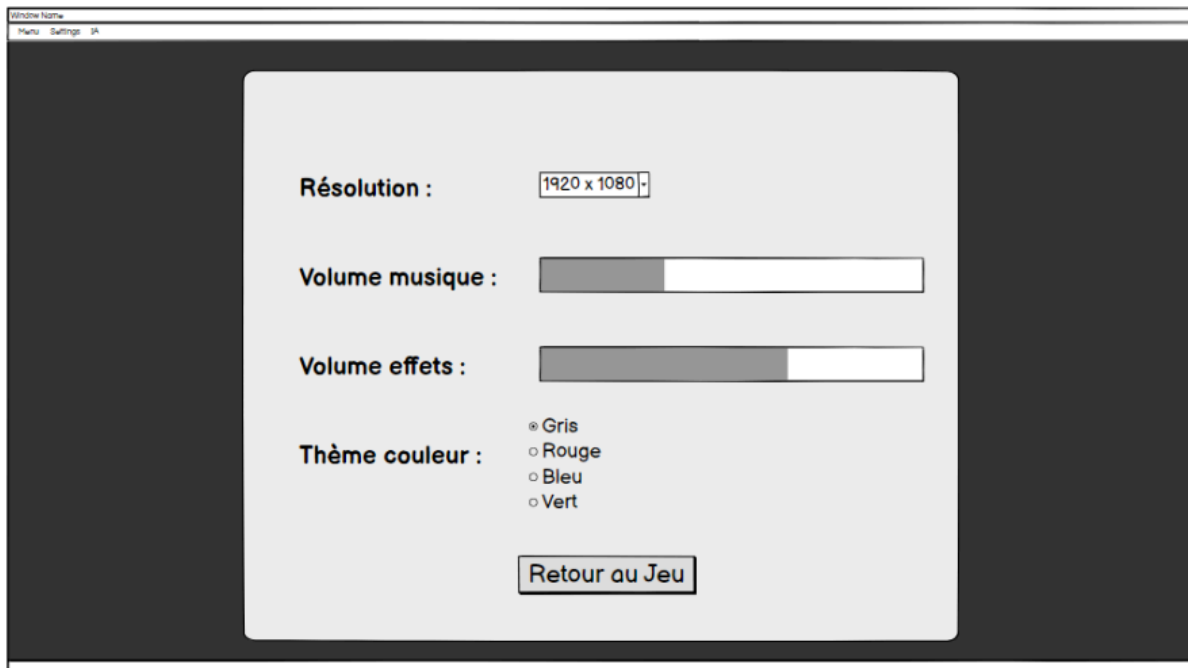 Window Name
Menu Settings IA
Résolution : 1920 x 1080
Volume musique :
Volume effets :
Thème couleur :
Gris
Rouge
Bleu
Vert
Retour au Jeu